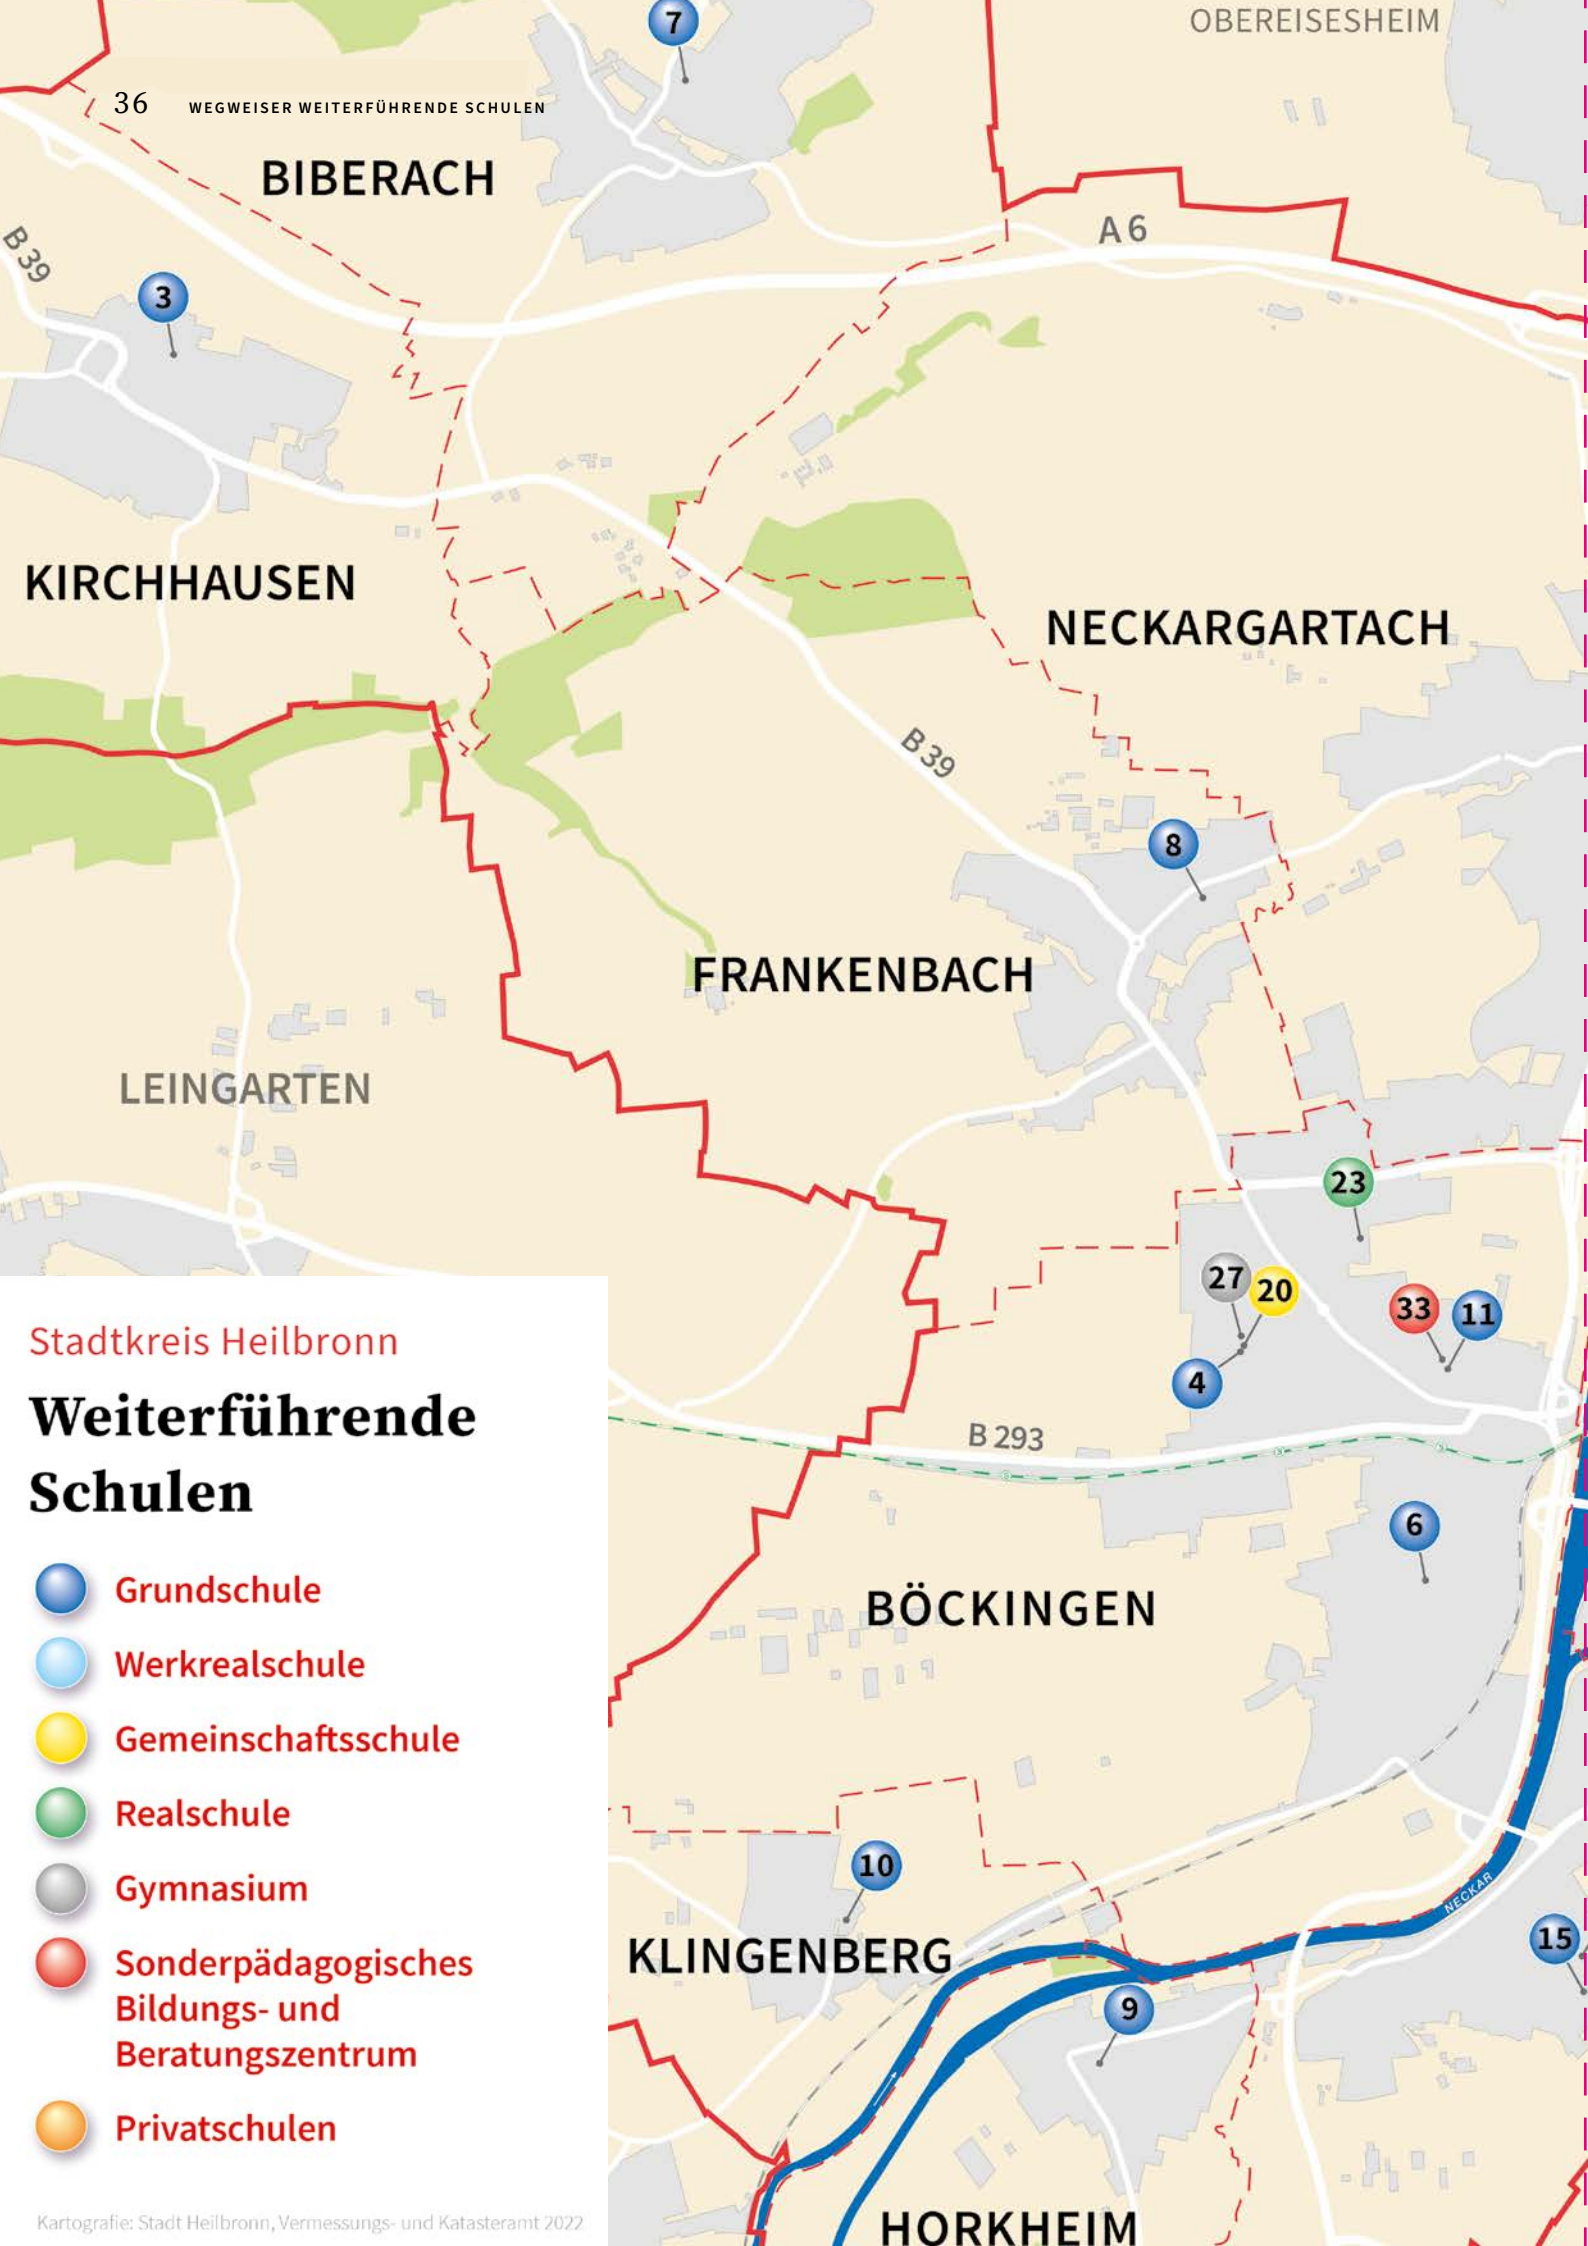 7
OBEREISESHEIM
36 WEGWEISER WEITERFÜHRENDE SCHULEN
BIBERACH
A 6
B 39
3
KIRCHHAUSEN
NECKARGARTACH
B 39
8
FRANKENBACH
LEINGARTEN
23
27
20
33
11
4
B 293
6
BÖCKINGEN
10
NECKAR
15
KLINGENBERG
9
HORKHEIM
Stadtkreis Heilbronn
Weiterführende
Schulen
Grundschule
Werkrealschule
Gemeinschaftsschule
Realschule
Gymnasium
Sonderpädagogisches
Bildungs- und
Beratungszentrum
Privatschulen
Kartografie: Stadt Heilbronn, Vermessungs- und Katasteramt 2022